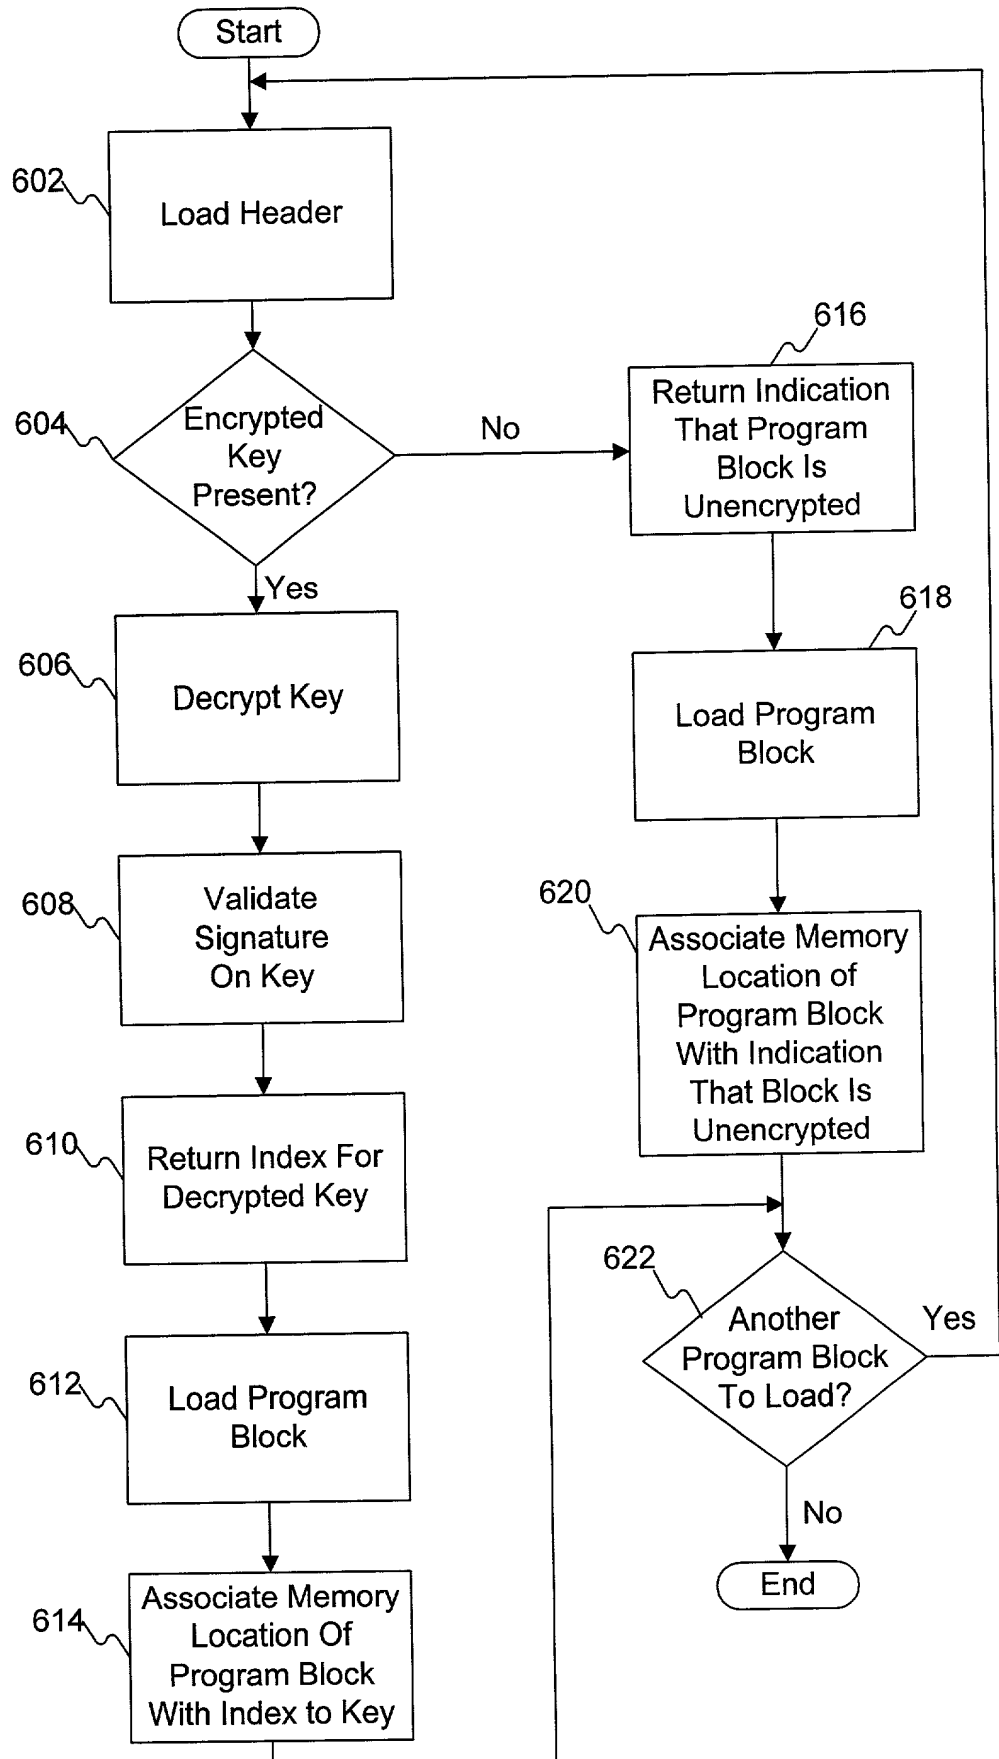 Start
602
Load Header
604
Encrypted
Key
Present?
No
Yes
606
Decrypt Key
608
Validate
Signature
On Key
610
Return Index For
Decrypted Key
612
Load Program
Block
614
Associate Memory
Location Of
Program Block
With Index to Key
616
Return Indication
That Program
Block Is
Unencrypted
618
Load Program
Block
620
Associate Memory
Location of
Program Block
With Indication
That Block Is
Unencrypted
622
Another
Program Block
To Load?
Yes
No
End